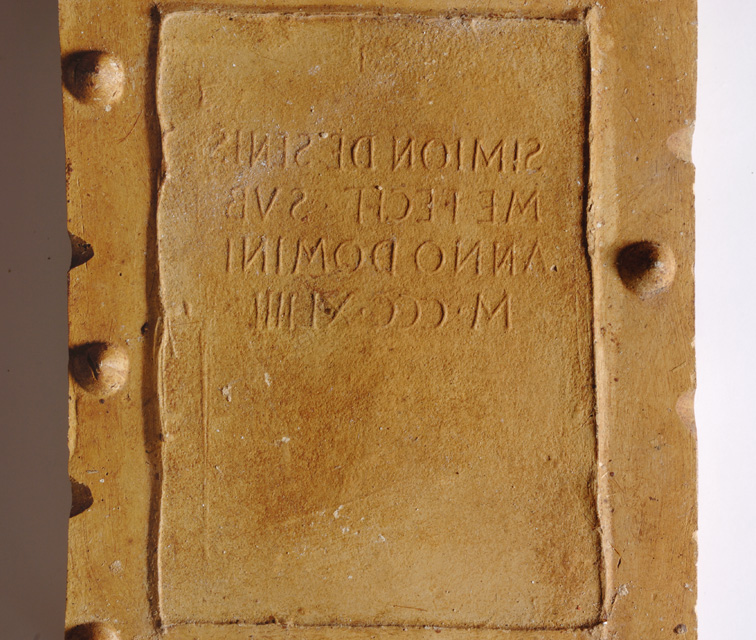 SIMION DE SENIS
ME FECIT · SVB
ANNO DOMINI
M·CCC·XLIIII